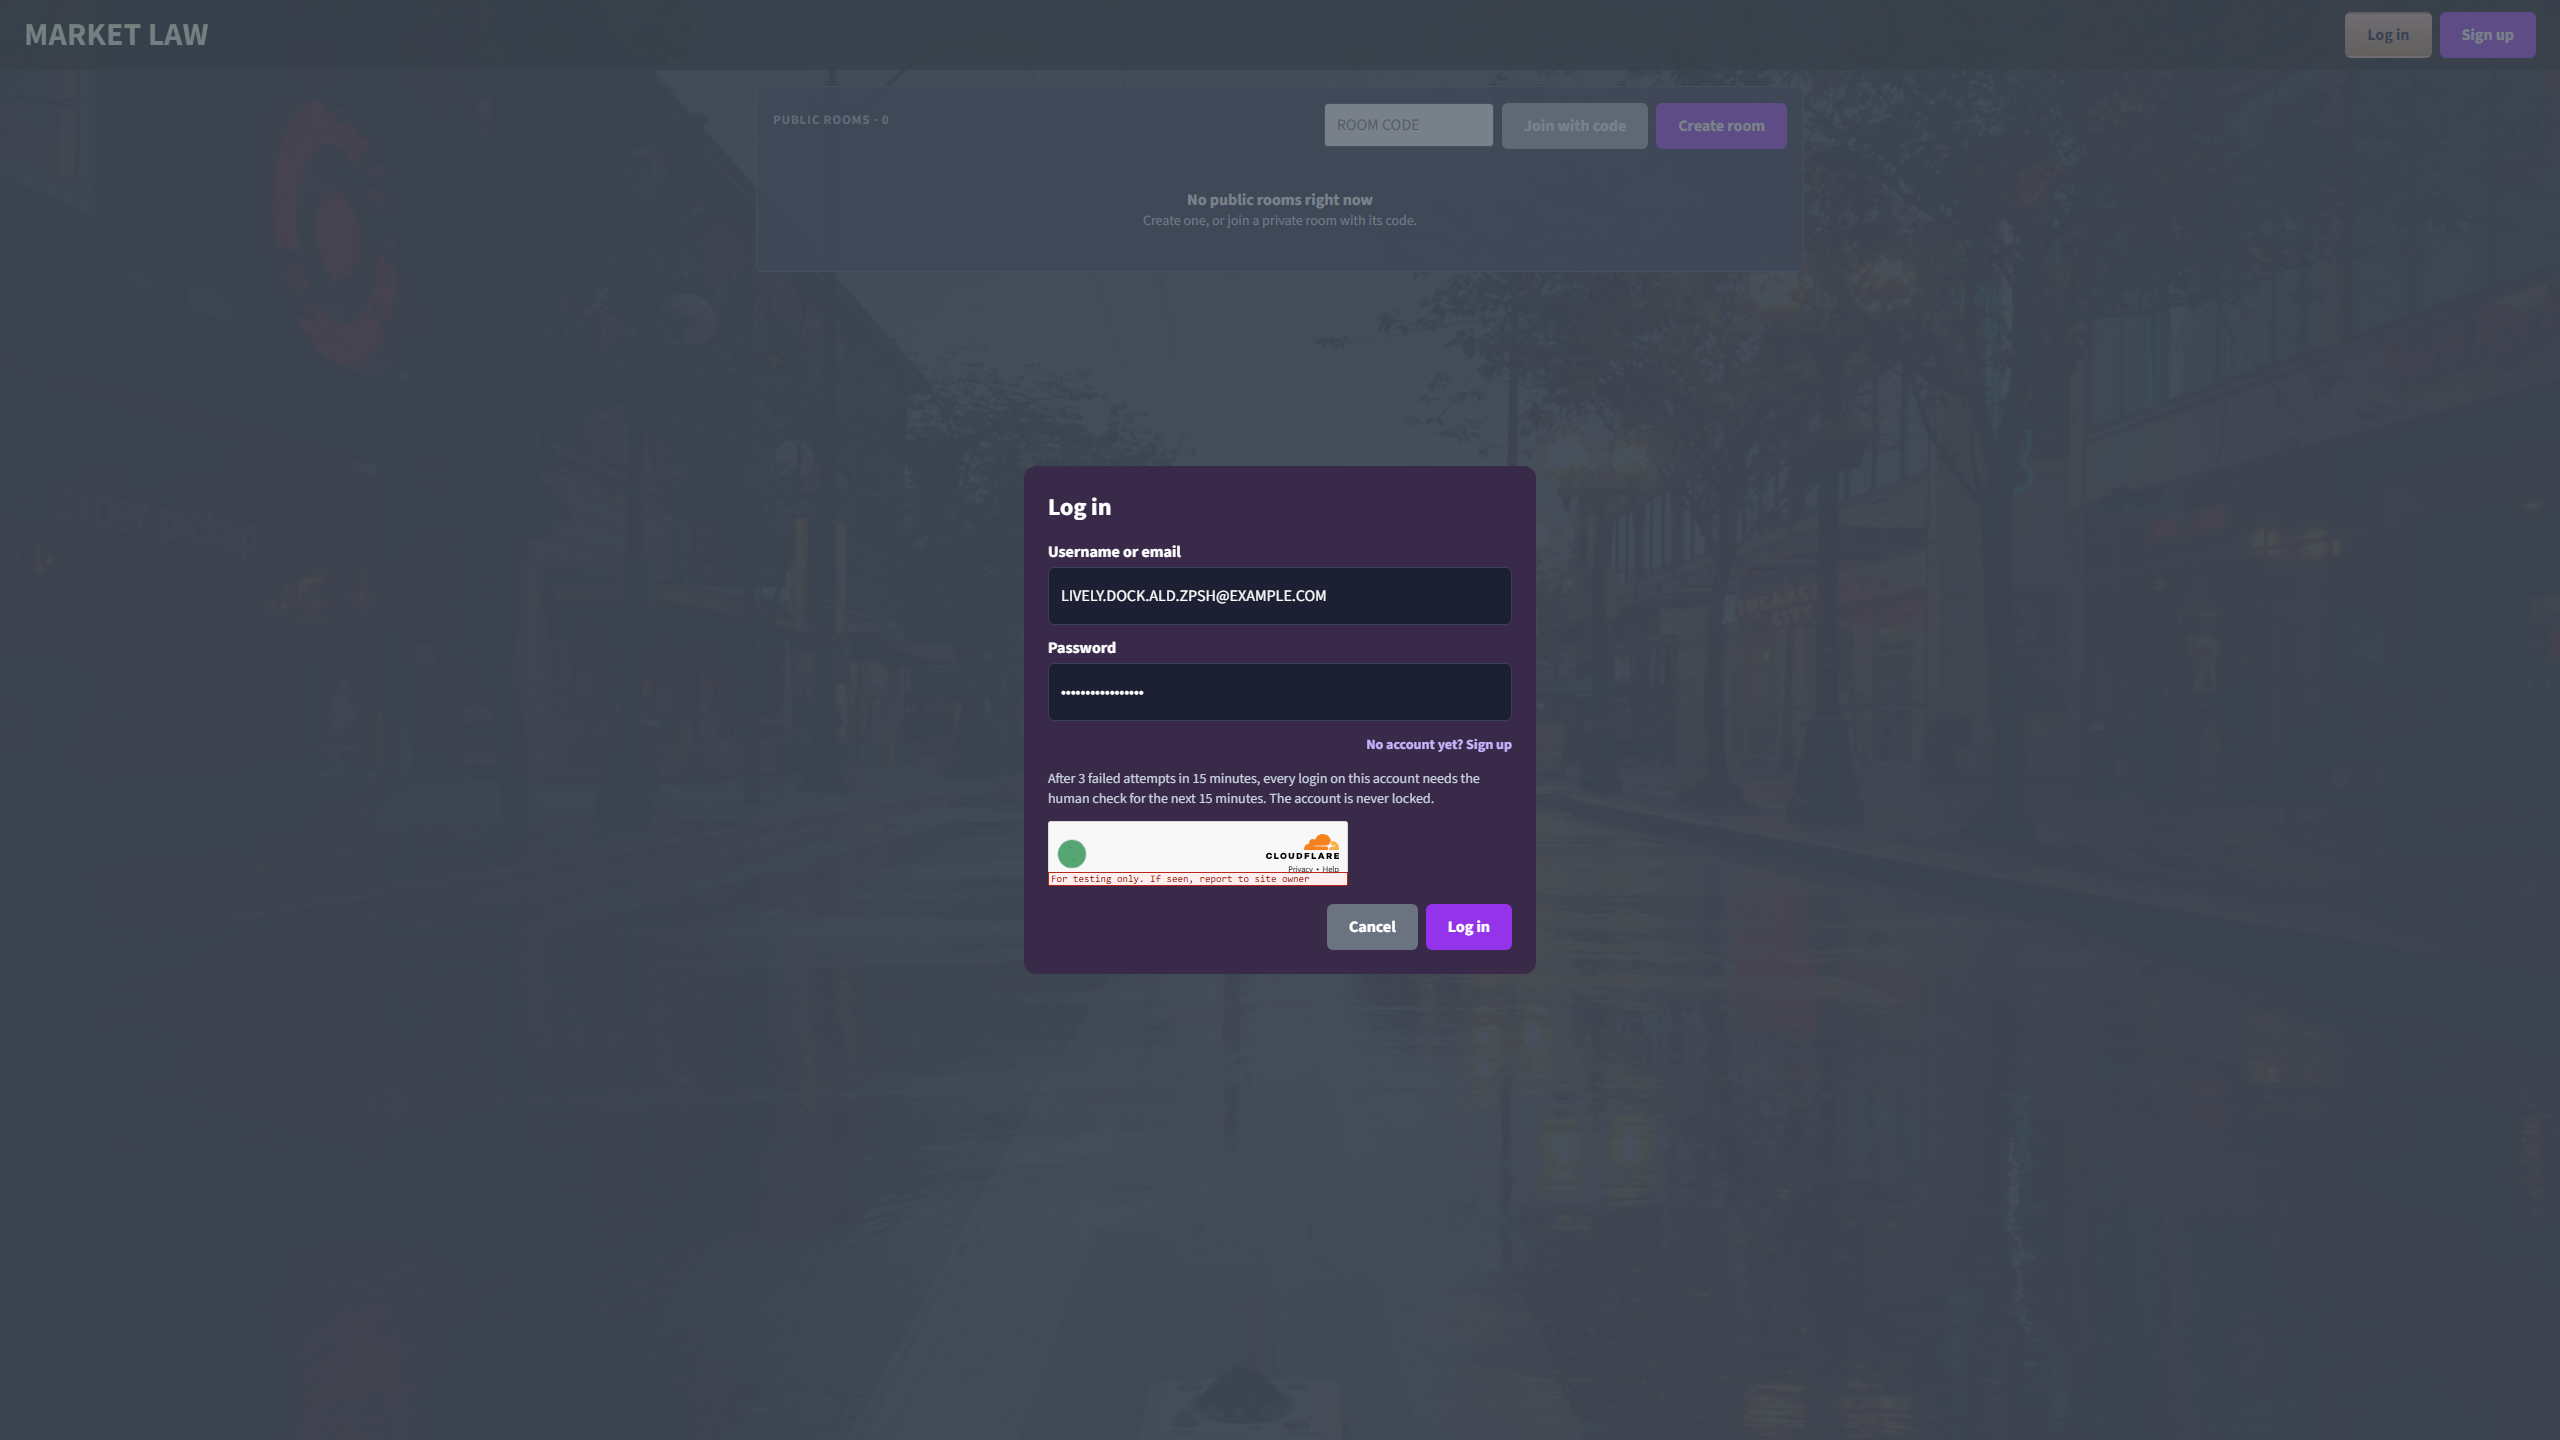 MARKET LAW
Log in
Sign up
PUBLIC ROOMS · 0
ROOM CODE
Join with code
Create room
No public rooms right now
Create one, or join a private room with its code.
order pickup
SNEAKER
CITY
Log in
Username or email
LIVELY.DOCK.ALD.ZPSH@EXAMPLE.COM
Password
•••••••••••••••••
No account yet? Sign up
After 3 failed attempts in 15 minutes, every login on this account needs the
human check for the next 15 minutes. The account is never locked.
CLOUDFLARE
Privacy • Help
For testing only. If seen, report to site owner
Cancel
Log in